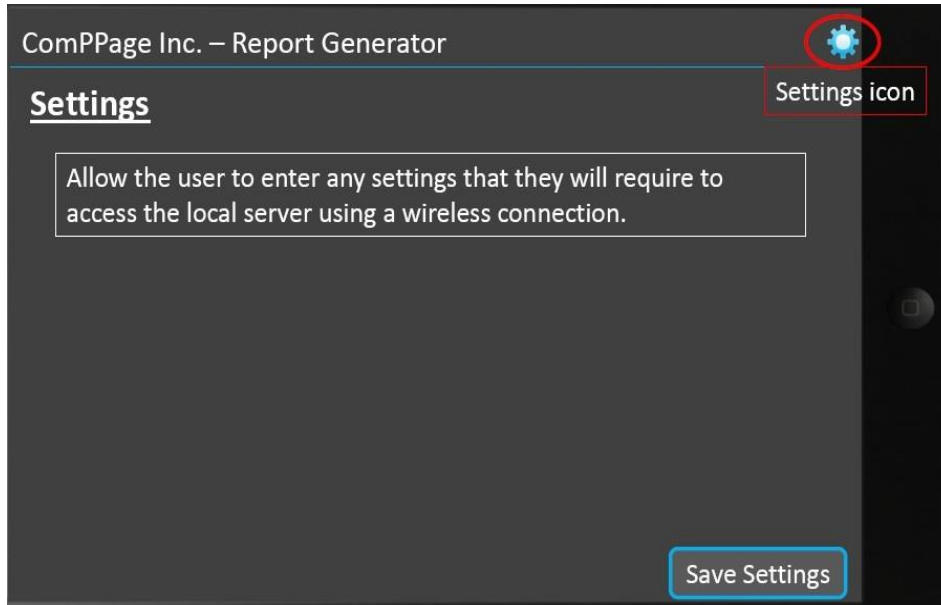 ComPPage Inc. – Report Generator
Settings icon
Settings
Allow the user to enter any settings that they will require to
access the local server using a wireless connection.
Save Settings